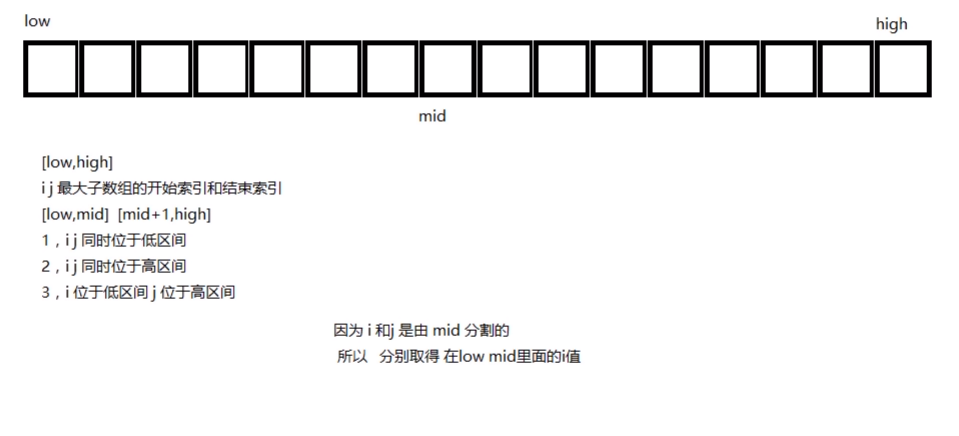 low
high
mid
[low,high]
i j 最大子数组的开始索引和结束索引
[low,mid] [mid+1,high]
1，i j 同时位于低区间
2，i j 同时位于高区间
3，i 位于低区间 j 位于高区间
因为 i 和j 是由 mid 分割的
所以 分别取得 在low mid里面的i值